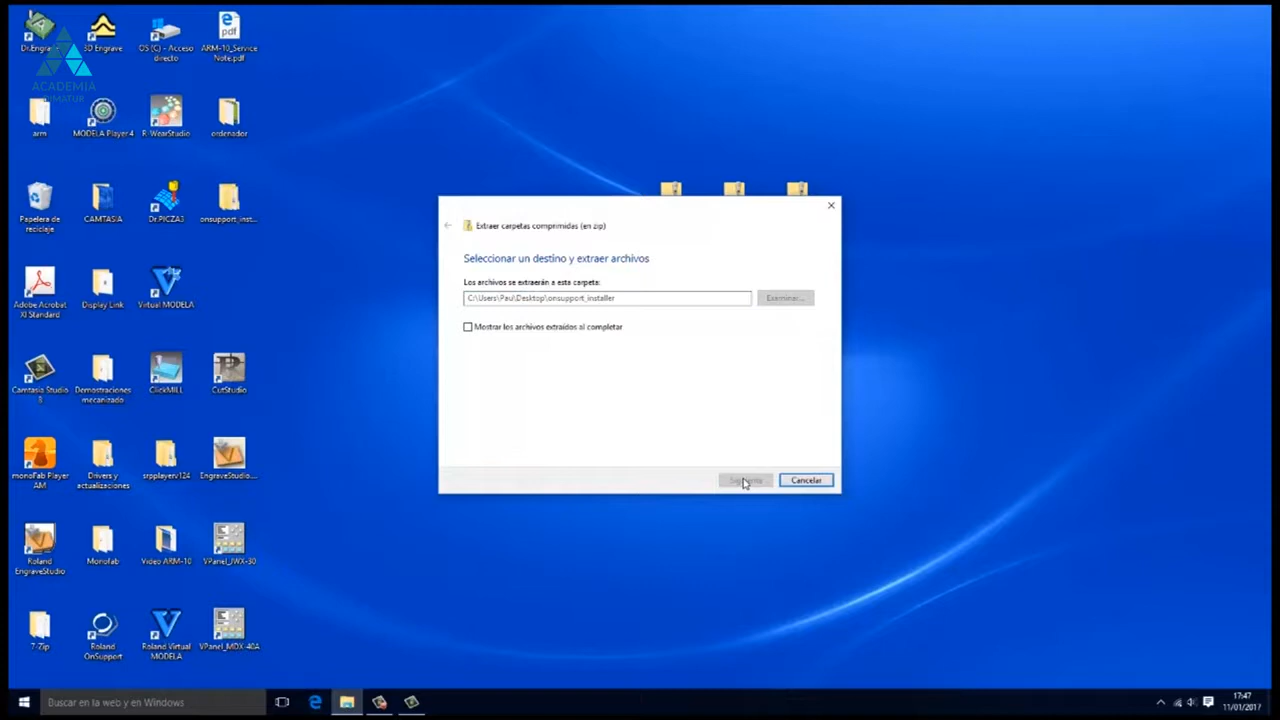 Dr.Engrave
3D Engrave
OS (C) - Acceso
directo
ARM-10_Service
Note.pdf
pdf
ACADEMIA
DIMATUR
arm
MODELA Player 4
R-WearStudio
ordenador
Papelera de
reciclaje
CAMTASIA
Dr.PICZA3
onsupport_inst...
Adobe Acrobat
XI Standard
Display Link
Virtual MODELA
Camtasia Studio
8
Demostraciones
mecanizado
ClickMILL
CutStudio
monoFab Player
AM
Drivers y
actualizaciones
srpplayerv124
EngraveStudio...
Roland
EngraveStudio
Monofab
Video ARM-10
VPanel_JWX-30
7-Zip
Roland
OnSupport
Roland Virtual
MODELA
VPanel_MDX-40A
Extraer carpetas comprimidas (en zip)
Seleccionar un destino y extraer archivos
Los archivos se extraerán a esta carpeta:
C:\Users\Pau\Desktop\onsupport_installer
Examinar...
Mostrar los archivos extraídos al completar
Siguiente
Cancelar
Buscar en la web y en Windows
17:47
11/01/2017